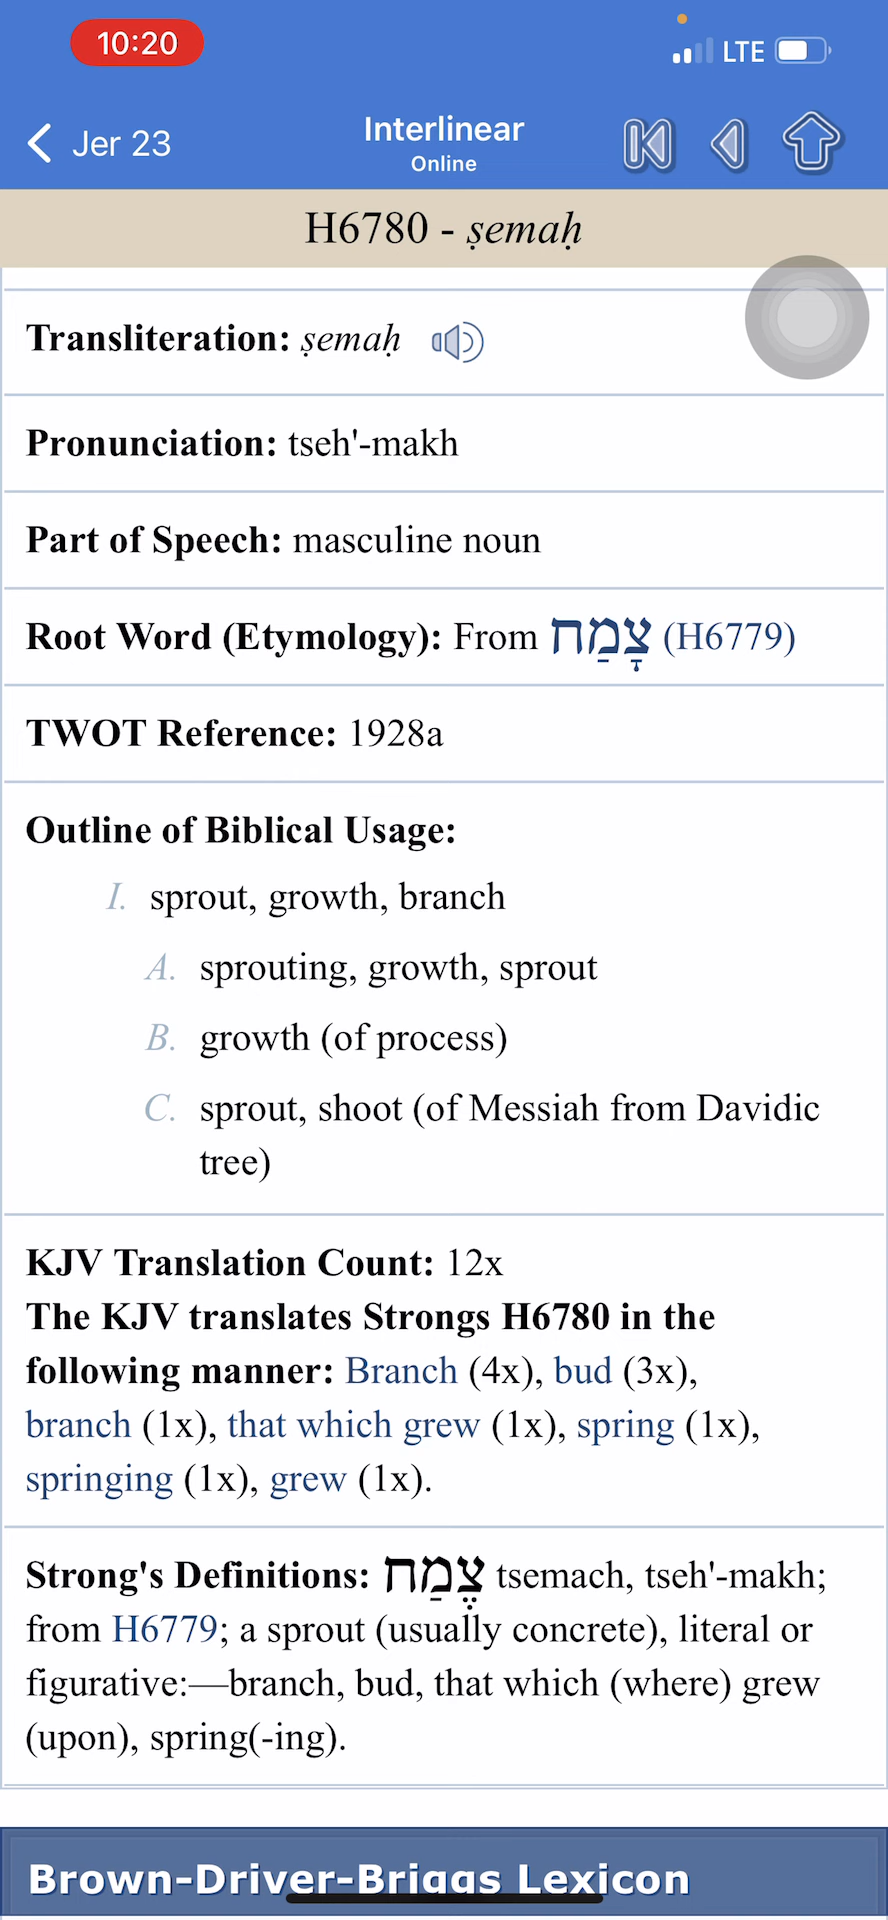 10:20
LTE
Jer 23
Interlinear
Online
H6780 - ṣemaḥ
Transliteration: ṣemaḥ
Pronunciation: tseh'-makh
Part of Speech: masculine noun
Root Word (Etymology): From צָמַח (H6779)
TWOT Reference: 1928a
Outline of Biblical Usage:
I. sprout, growth, branch
A. sprouting, growth, sprout
B. growth (of process)
C. sprout, shoot (of Messiah from Davidic
tree)
KJV Translation Count: 12x
The KJV translates Strongs H6780 in the
following manner: Branch (4x), bud (3x),
branch (1x), that which grew (1x), spring (1x),
springing (1x), grew (1x).
Strong's Definitions: צֶמַח tsemach, tseh'-makh;
from H6779; a sprout (usually concrete), literal or
figurative:—branch, bud, that which (where) grew
(upon), spring(-ing).
Brown-Driver-Briggs Lexicon